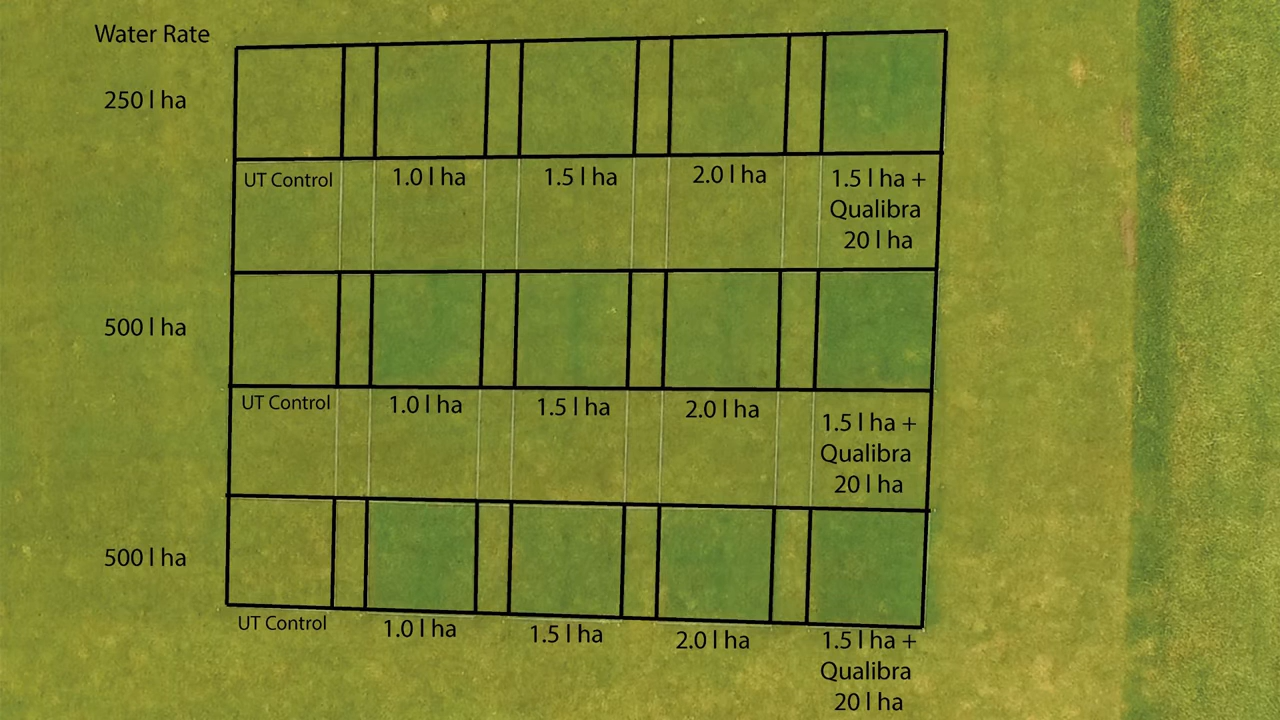 Water Rate
250 l ha
UT Control
1.0 l ha
1.5 l ha
2.0 l ha
1.5 l ha +
Qualibra
20 l ha
500 l ha
UT Control
1.0 l ha
1.5 l ha
2.0 l ha
1.5 l ha +
Qualibra
20 l ha
500 l ha
UT Control
1.0 l ha
1.5 l ha
2.0 l ha
1.5 l ha +
Qualibra
20 l ha